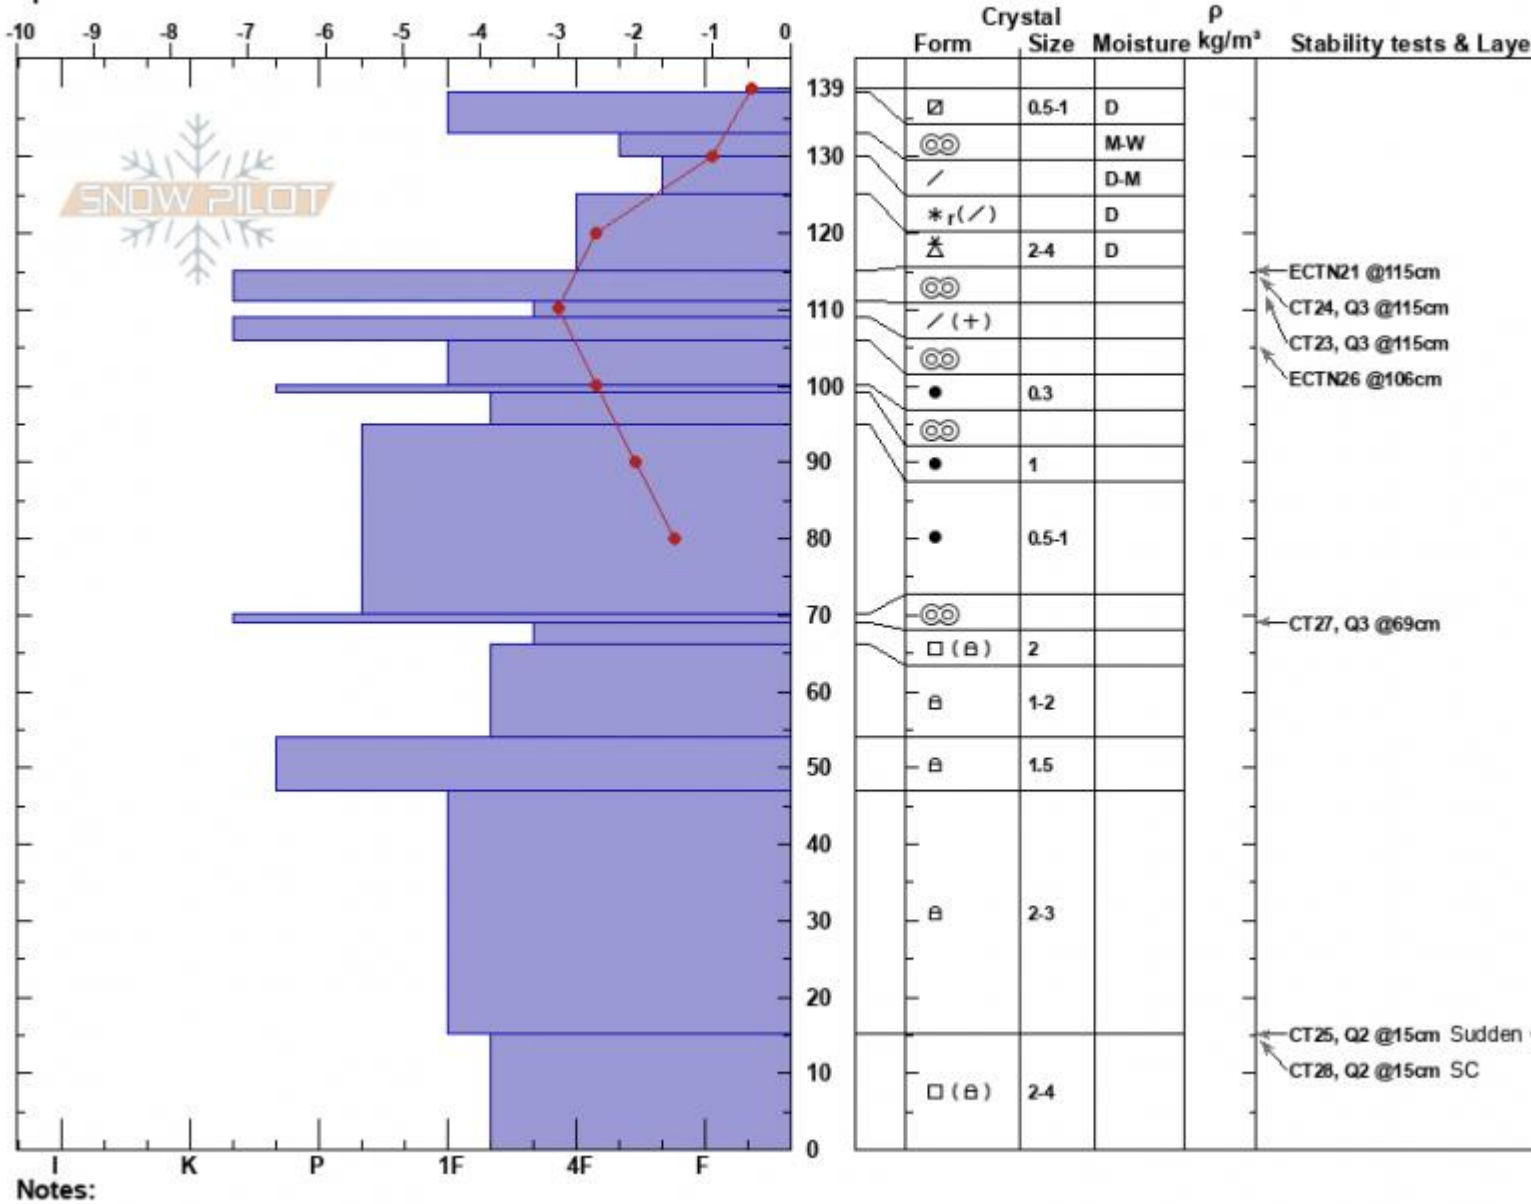 Crystal ρ
-10 -9 -8 -7 -6 -5 -4 -3 -2 -1 0 Form Size Moisture kg/m³ Stability tests & Laye
139
0.5-1 D
M-W
130
/ D-M
SNOW PILOT
* r (/) D
120
2-4 D
ECTN21 @115cm
110 CT24, Q3 @115cm
/ (+)
CT23, Q3 @115cm
ECTN26 @106cm
100 ● 0.3
90 ● 1
80 ● 0.5-1
70
CT27, Q3 @69cm
□ ( ) 2
60 1-2
50 1.5
40
30 2-3
20
CT25, Q2 @15cm Sudden
CT28, Q2 @15cm SC
10
□ ( ) 2-4
0
I K P 1F 4F F
Notes: